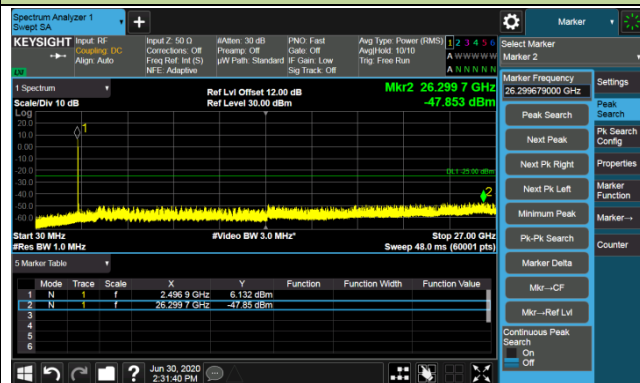 Spectrum Analyzer 1
Swept SA
Marker
KEYSIGHT
Input: RF
Coupling: DC
Align: Auto
Input Z: 50 Ω
Corrections: Off
Freq Ref: Int (S)
NFE: Adaptive
#Atten: 30 dB
Preamp: Off
µW Path: Standard
PNO: Fast
Gate: Off
IF Gain: Low
Sig Track: Off
Avg Type: Power (RMS)
Avg|Hold: 10/10
Trig: Free Run
1 2 3 4 5 6
A W W W W W
A N N N N N
LXI
Select Marker
Marker 2
1 Spectrum
Scale/Div 10 dB
Ref Lvl Offset 12.00 dB
Ref Level 30.00 dBm
Mkr2 26.299 7 GHz
-47.853 dBm
Log
20.0
10.0
0.00
-10.0
-20.0
-30.0
-40.0
-50.0
-60.0
1
DL1 -25.00 dBm
2
Start 30 MHz
#Res BW 1.0 MHz
#Video BW 3.0 MHz*
Stop 27.00 GHz
Sweep 48.0 ms (60001 pts)
5 Marker Table
Mode Trace Scale X Y Function Function Width Function Value
1 N 1 f 2.496 9 GHz 6.132 dBm
2 N 1 f 26.299 7 GHz -47.85 dBm
3
4
5
6
Marker Frequency
26.299679000 GHz
Peak Search
Next Peak
Next Pk Right
Next Pk Left
Minimum Peak
Pk-Pk Search
Marker Delta
Mkr→CF
Mkr→Ref Lvl
Continuous Peak
Search
On
Off
Settings
Peak
Search
Pk Search
Config
Properties
Marker
Function
Marker→
Counter
?
Jun 30, 2020
2:31:40 PM